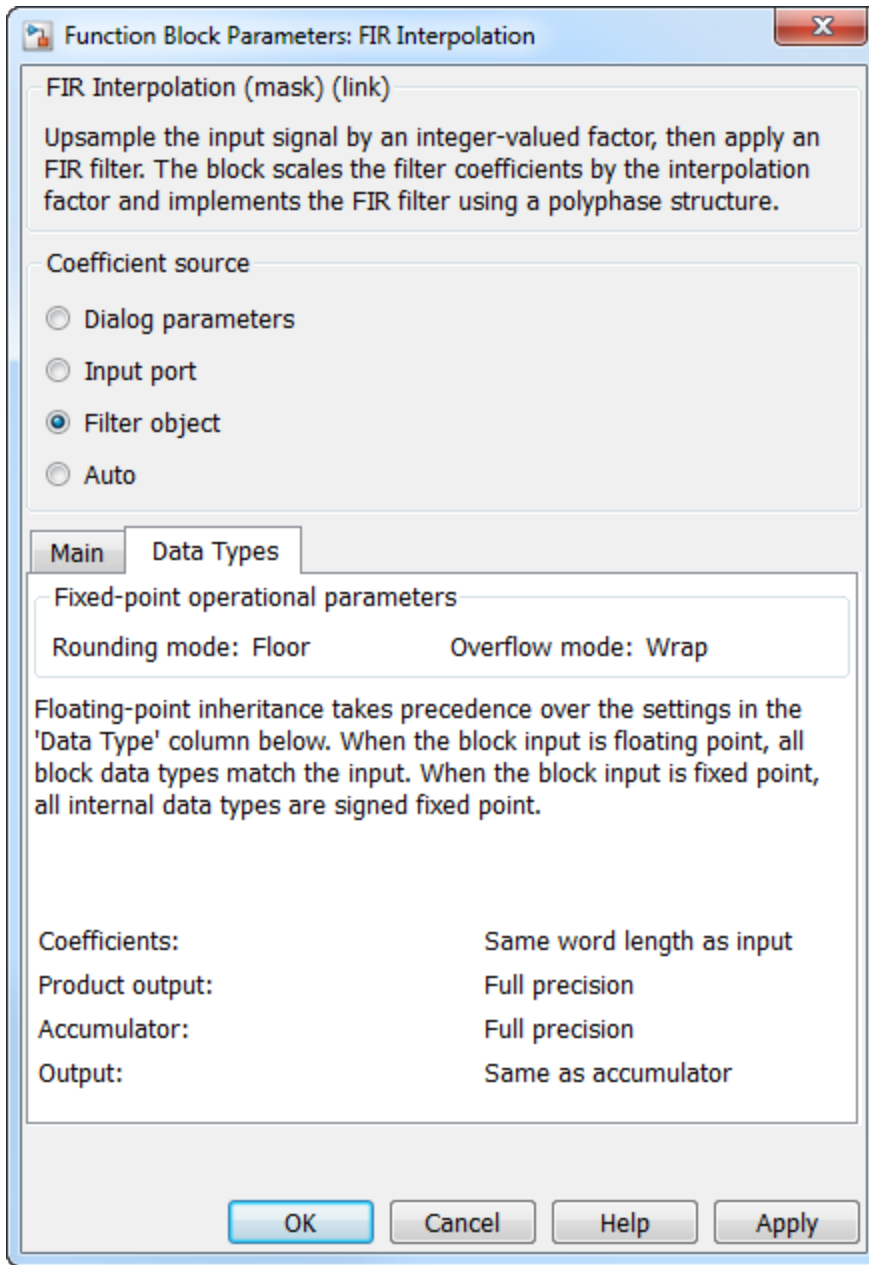 Function Block Parameters: FIR Interpolation
FIR Interpolation (mask) (link)
Upsample the input signal by an integer-valued factor, then apply an
FIR filter. The block scales the filter coefficients by the interpolation
factor and implements the FIR filter using a polyphase structure.
Coefficient source
Dialog parameters
Input port
Filter object
Auto
Main Data Types
Fixed-point operational parameters
Rounding mode: Floor Overflow mode: Wrap
Floating-point inheritance takes precedence over the settings in the
'Data Type' column below. When the block input is floating point, all
block data types match the input. When the block input is fixed point,
all internal data types are signed fixed point.
Coefficients: Same word length as input
Product output: Full precision
Accumulator: Full precision
Output: Same as accumulator
OK Cancel Help Apply